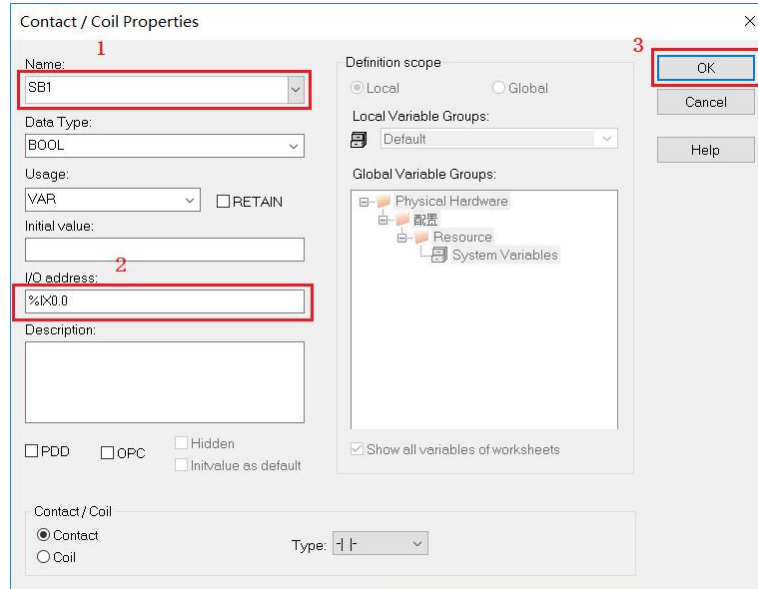 Contact / Coil Properties
1
Name:
SB1
Data Type:
BOOL
Usage:
VAR
RETAIN
Initial value:
2
I/O address:
%IX0.0
Description:
PDD
OPC
Hidden
Initvalue as default
Definition scope
Local
Global
Local Variable Groups:
Default
Global Variable Groups:
Physical Hardware
配置
Resource
System Variables
Show all variables of worksheets
3
OK
Cancel
Help
Contact / Coil
Contact
Coil
Type: -| |-